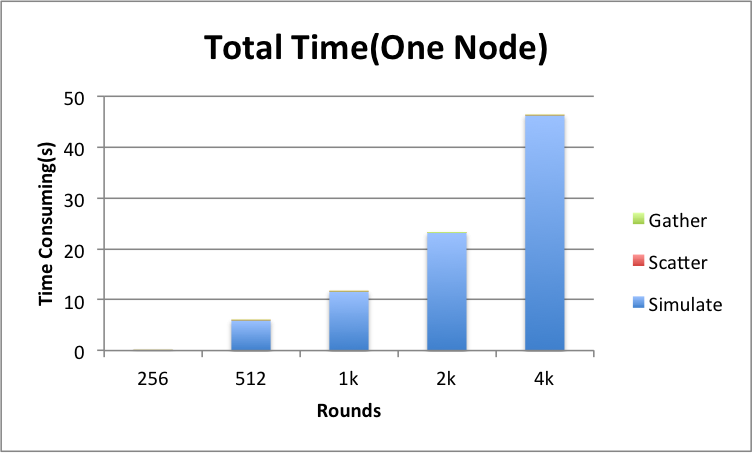 Total Time(One Node)
50
40
30
20
10
0
Time Consuming(s)
256 512 1k 2k 4k
Rounds
Gather
Scatter
Simulate